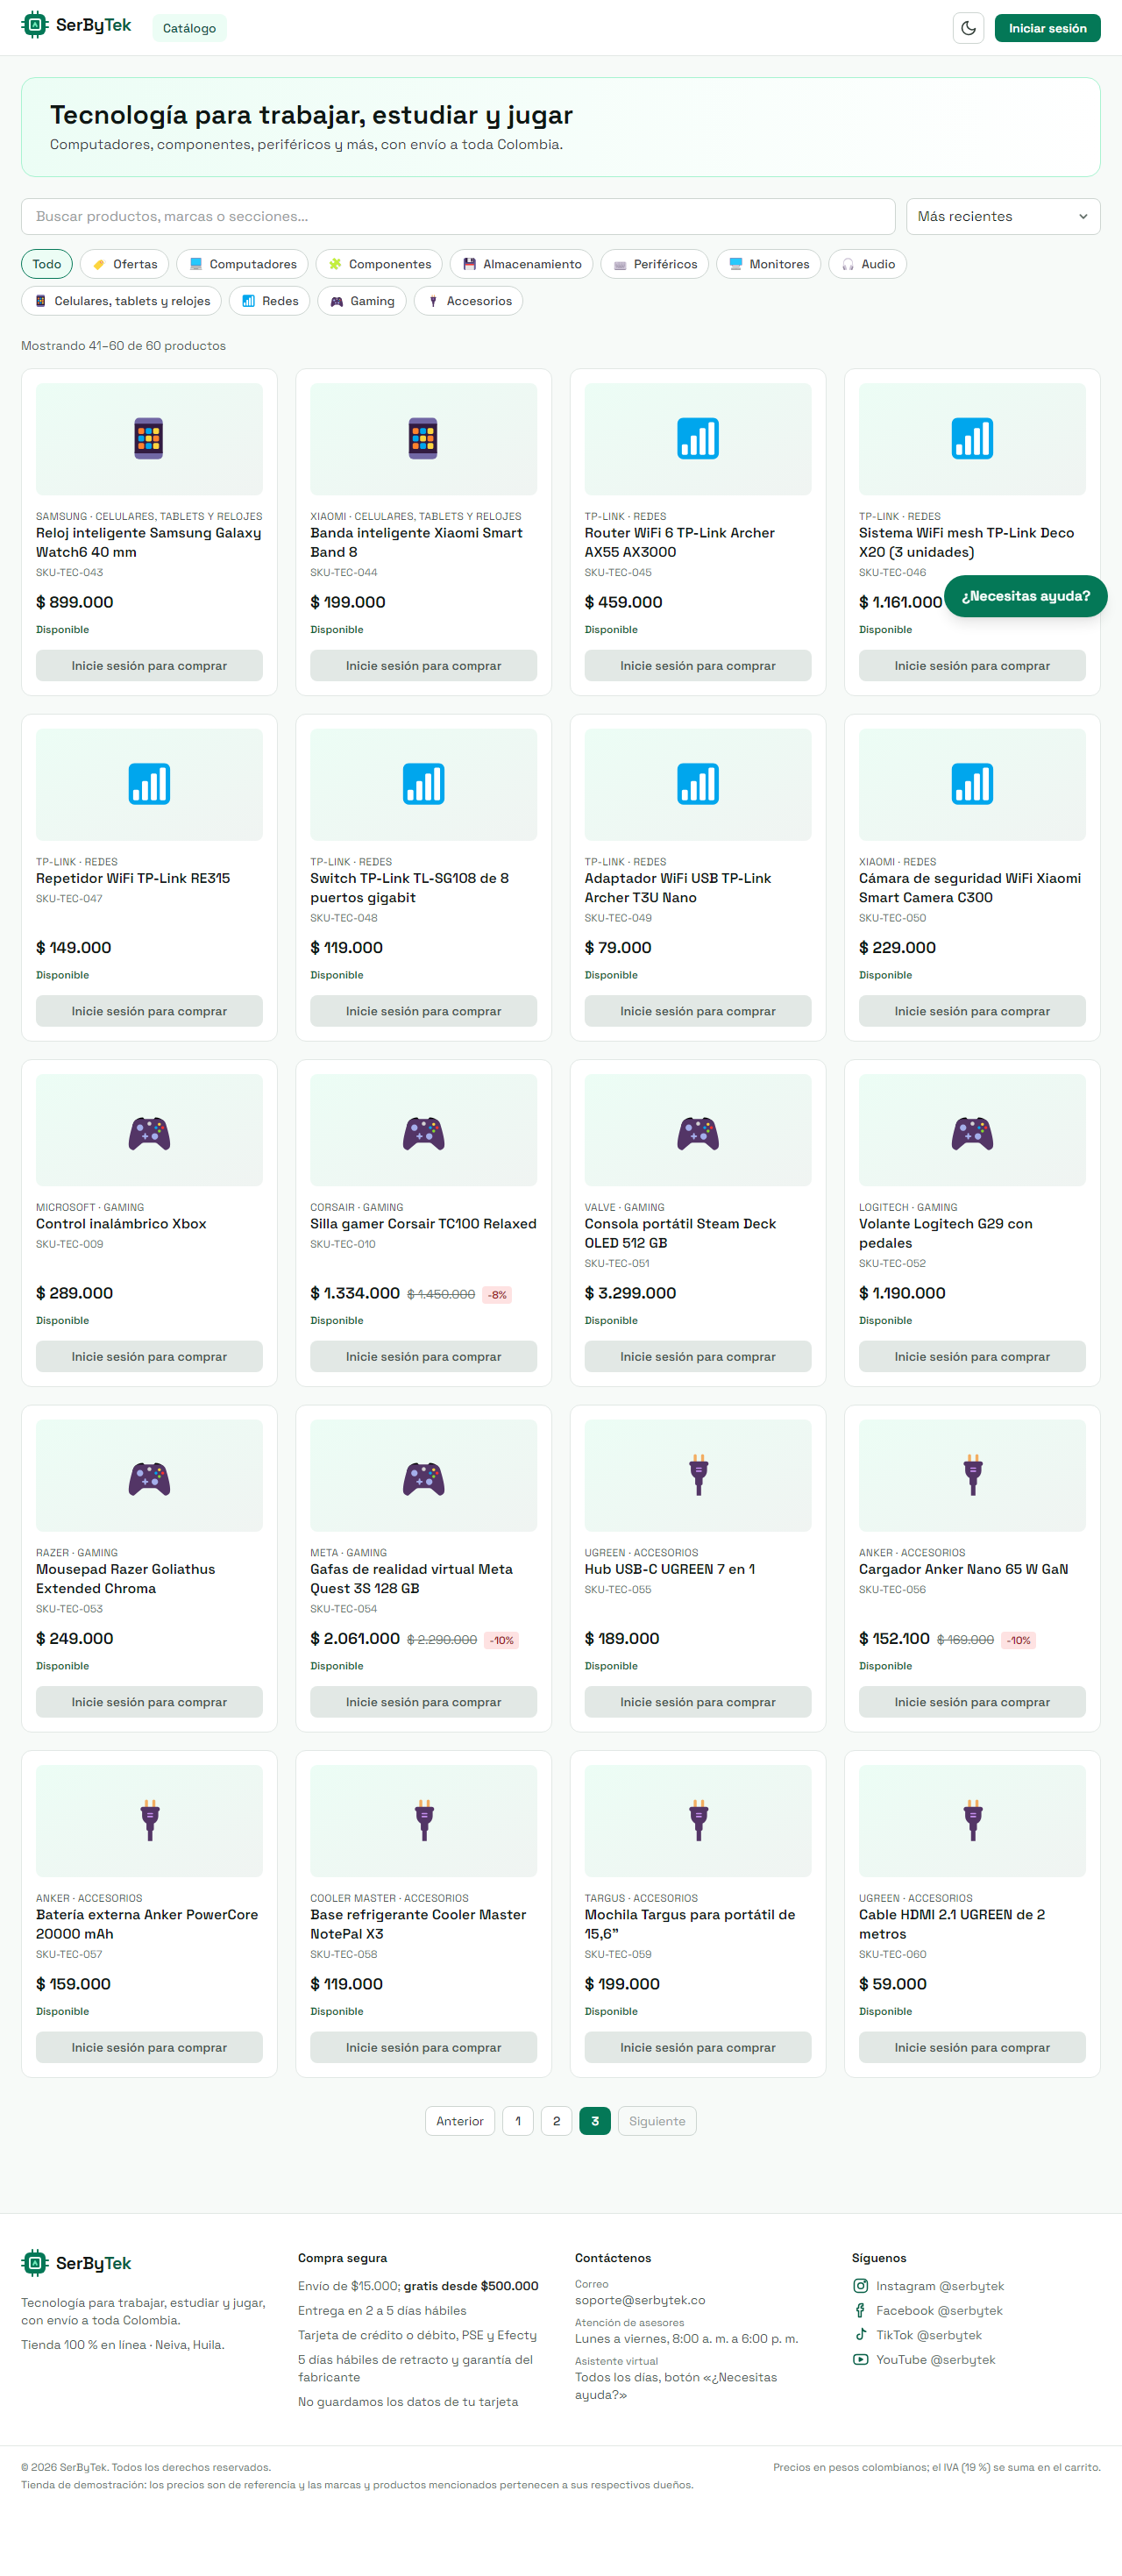 SerByTek
Catálogo
Iniciar sesión
Tecnología para trabajar, estudiar y jugar
Computadores, componentes, periféricos y más, con envío a toda Colombia.
Buscar productos, marcas o secciones...
Más recientes
Todo
Ofertas
Computadores
Componentes
Almacenamiento
Periféricos
Monitores
Audio
Celulares, tablets y relojes
Redes
Gaming
Accesorios
Mostrando 41–60 de 60 productos
SAMSUNG · CELULARES, TABLETS Y RELOJES
Reloj inteligente Samsung Galaxy
Watch6 40 mm
SKU-TEC-043
$ 899.000
Disponible
Inicie sesión para comprar
XIAOMI · CELULARES, TABLETS Y RELOJES
Banda inteligente Xiaomi Smart
Band 8
SKU-TEC-044
$ 199.000
Disponible
Inicie sesión para comprar
TP-LINK · REDES
Router WiFi 6 TP-Link Archer
AX55 AX3000
SKU-TEC-045
$ 459.000
Disponible
Inicie sesión para comprar
TP-LINK · REDES
Sistema WiFi mesh TP-Link Deco
X20 (3 unidades)
SKU-TEC-046
$ 1.161.000
¿Necesitas ayuda?
Disponible
Inicie sesión para comprar
TP-LINK · REDES
Repetidor WiFi TP-Link RE315
SKU-TEC-047
$ 149.000
Disponible
Inicie sesión para comprar
TP-LINK · REDES
Switch TP-Link TL-SG108 de 8
puertos gigabit
SKU-TEC-048
$ 119.000
Disponible
Inicie sesión para comprar
TP-LINK · REDES
Adaptador WiFi USB TP-Link
Archer T3U Nano
SKU-TEC-049
$ 79.000
Disponible
Inicie sesión para comprar
XIAOMI · REDES
Cámara de seguridad WiFi Xiaomi
Smart Camera C300
SKU-TEC-050
$ 229.000
Disponible
Inicie sesión para comprar
MICROSOFT · GAMING
Control inalámbrico Xbox
SKU-TEC-009
$ 289.000
Disponible
Inicie sesión para comprar
CORSAIR · GAMING
Silla gamer Corsair TC100 Relaxed
SKU-TEC-010
$ 1.334.000 $ 1.450.000 -8%
Disponible
Inicie sesión para comprar
VALVE · GAMING
Consola portátil Steam Deck
OLED 512 GB
SKU-TEC-051
$ 3.299.000
Disponible
Inicie sesión para comprar
LOGITECH · GAMING
Volante Logitech G29 con
pedales
SKU-TEC-052
$ 1.190.000
Disponible
Inicie sesión para comprar
RAZER · GAMING
Mousepad Razer Goliathus
Extended Chroma
SKU-TEC-053
$ 249.000
Disponible
Inicie sesión para comprar
META · GAMING
Gafas de realidad virtual Meta
Quest 3S 128 GB
SKU-TEC-054
$ 2.061.000 $ 2.290.000 -10%
Disponible
Inicie sesión para comprar
UGREEN · ACCESORIOS
Hub USB-C UGREEN 7 en 1
SKU-TEC-055
$ 189.000
Disponible
Inicie sesión para comprar
ANKER · ACCESORIOS
Cargador Anker Nano 65 W GaN
SKU-TEC-056
$ 152.100 $ 169.000 -10%
Disponible
Inicie sesión para comprar
ANKER · ACCESORIOS
Batería externa Anker PowerCore
20000 mAh
SKU-TEC-057
$ 159.000
Disponible
Inicie sesión para comprar
COOLER MASTER · ACCESORIOS
Base refrigerante Cooler Master
NotePal X3
SKU-TEC-058
$ 119.000
Disponible
Inicie sesión para comprar
TARGUS · ACCESORIOS
Mochila Targus para portátil de
15,6"
SKU-TEC-059
$ 199.000
Disponible
Inicie sesión para comprar
UGREEN · ACCESORIOS
Cable HDMI 2.1 UGREEN de 2
metros
SKU-TEC-060
$ 59.000
Disponible
Inicie sesión para comprar
Anterior 1 2 3 Siguiente
SerByTek
Tecnología para trabajar, estudiar y jugar,
con envío a toda Colombia.
Tienda 100 % en línea · Neiva, Huila.
Compra segura
Envío de $15.000; gratis desde $500.000
Entrega en 2 a 5 días hábiles
Tarjeta de crédito o débito, PSE y Efecty
5 días hábiles de retracto y garantía del
fabricante
No guardamos los datos de tu tarjeta
Contáctenos
Correo
soporte@serbytek.co
Atención de asesores
Lunes a viernes, 8:00 a. m. a 6:00 p. m.
Asistente virtual
Todos los días, botón «¿Necesitas
ayuda?»
Síguenos
Instagram @serbytek
Facebook @serbytek
TikTok @serbytek
YouTube @serbytek
© 2026 SerByTek. Todos los derechos reservados.
Precios en pesos colombianos; el IVA (19 %) se suma en el carrito.
Tienda de demostración: los precios son de referencia y las marcas y productos mencionados pertenecen a sus respectivos dueños.